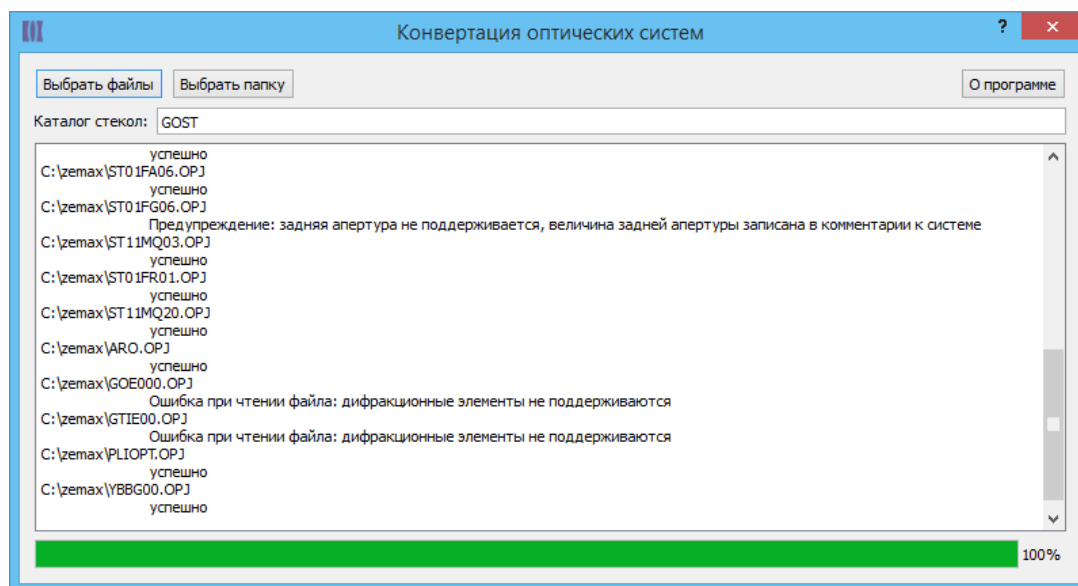 Конвертация оптических систем
?
Выбрать файлы Выбрать папку О программе
Каталог стекол: GOST
успешно
C:\zemax\ST01FA06.OPJ
успешно
C:\zemax\ST01FG06.OPJ
Предупреждение: задняя апертура не поддерживается, величина задней апертуры записана в комментарии к системе
C:\zemax\ST11MQ03.OPJ
успешно
C:\zemax\ST01FR01.OPJ
успешно
C:\zemax\ST11MQ20.OPJ
успешно
C:\zemax\ARO.OPJ
успешно
C:\zemax\GOE000.OPJ
Ошибка при чтении файла: дифракционные элементы не поддерживаются
C:\zemax\GTIE00.OPJ
Ошибка при чтении файла: дифракционные элементы не поддерживаются
C:\zemax\PLIOPT.OPJ
успешно
C:\zemax\YBBG00.OPJ
успешно
100%